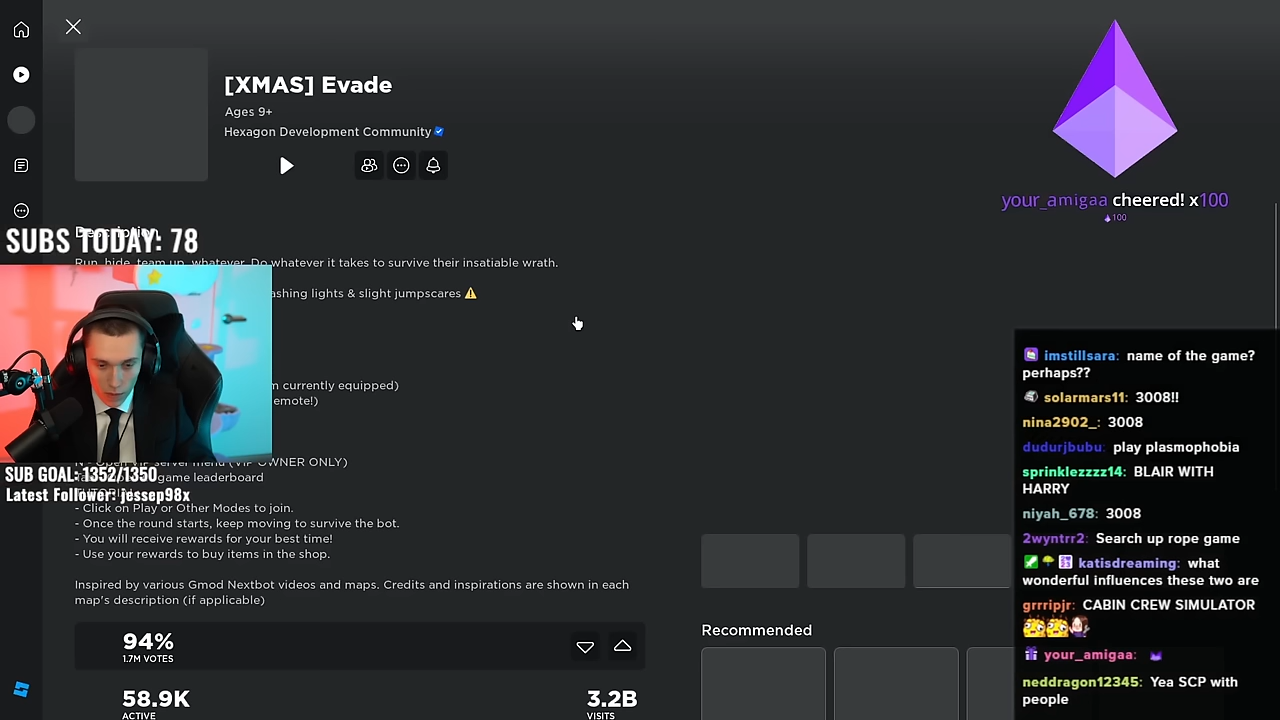 [XMAS] Evade
Ages 9+
Hexagon Development Community
your_amigaa cheered! x100
100
SUBS TODAY: 78
Run, hide, team up, whatever. Do whatever it takes to survive their insatiable wrath.
ashing lights & slight jumpscares ⚠
currently equipped)
emote!)
N - Open VIP server menu (VIP OWNER ONLY)
game leaderboard
SUB GOAL: 1352/1350
Latest Follower: jessep98x
- Click on Play or Other Modes to join.
- Once the round starts, keep moving to survive the bot.
- You will receive rewards for your best time!
- Use your rewards to buy items in the shop.
Inspired by various Gmod Nextbot videos and maps. Credits and inspirations are shown in each
map's description (if applicable)
94%
1.7M VOTES
58.9K
ACTIVE
3.2B
VISITS
Recommended
imstillsara: name of the game?
perhaps??
solarmars11: 3008!!
nina2902_: 3008
dudurjbubu: play plasmophobia
sprinklezzzz14: BLAIR WITH
HARRY
niyah_678: 3008
2wyntrr2: Search up rope game
katisdreaming: what
wonderful influences these two are
grrripjr: CABIN CREW SIMULATOR
your_amigaa:
neddragon12345: Yea SCP with
people